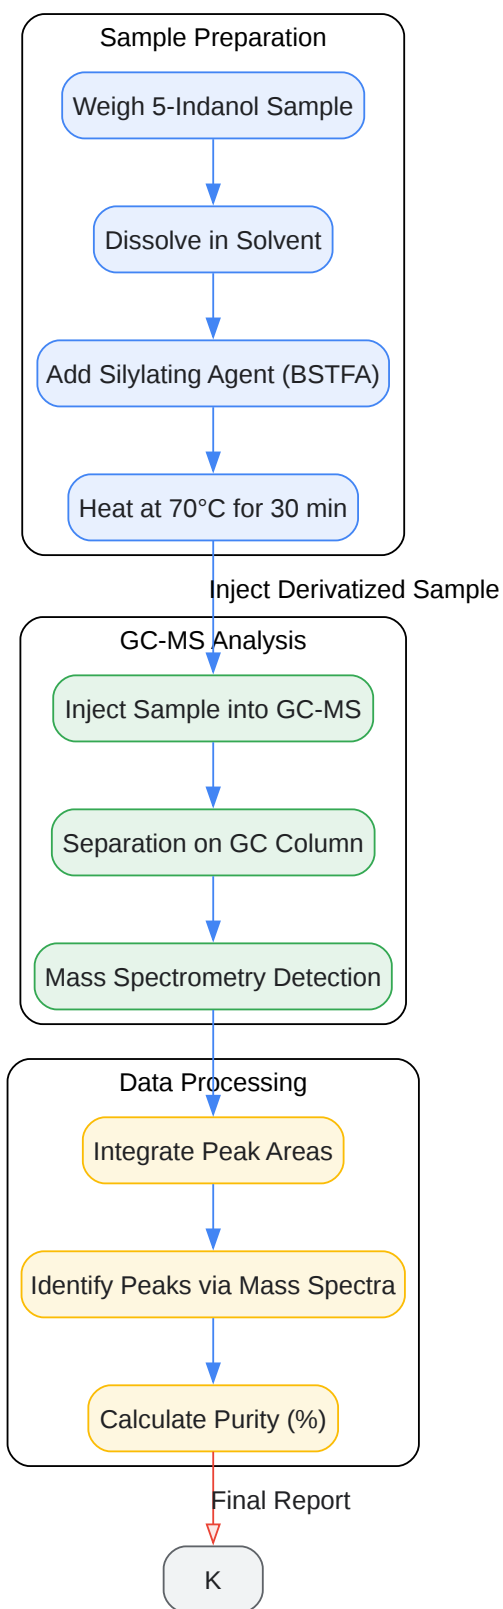 Sample Preparation
Weigh 5-Indanol Sample
Dissolve in Solvent
Add Silylating Agent (BSTFA)
Heat at 70°C for 30 min
Inject Derivatized Sample
GC-MS Analysis
Inject Sample into GC-MS
Separation on GC Column
Mass Spectrometry Detection
Data Processing
Integrate Peak Areas
Identify Peaks via Mass Spectra
Calculate Purity (%)
Final Report
K